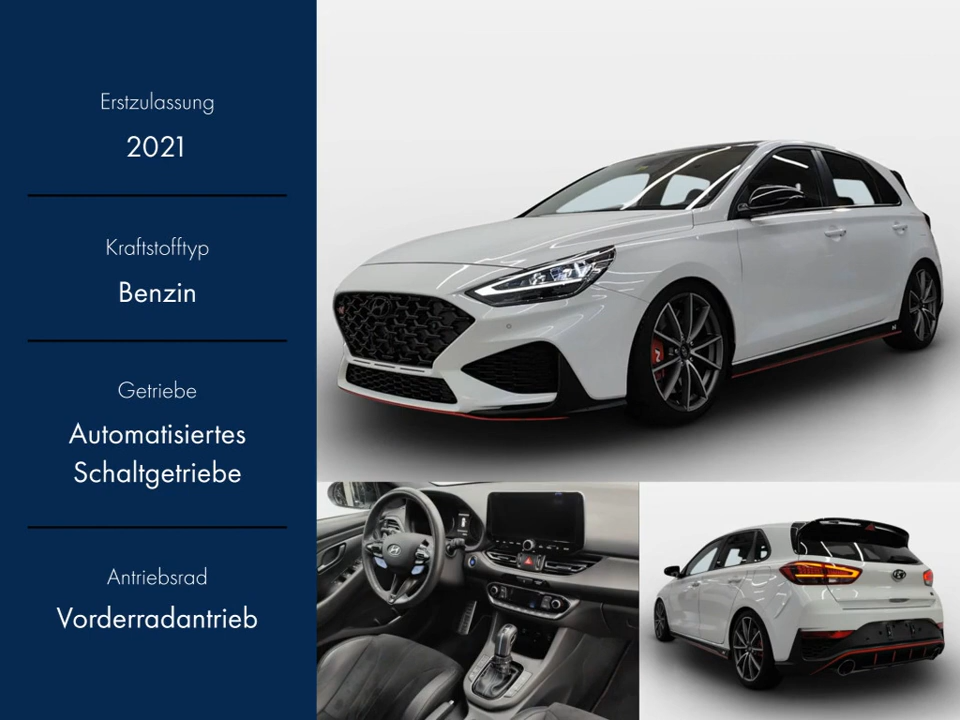 Erstzulassung
2021
Kraftstofftyp
Benzin
Getriebe
Automatisiertes
Schaltgetriebe
Antriebsrad
Vorderradantrieb